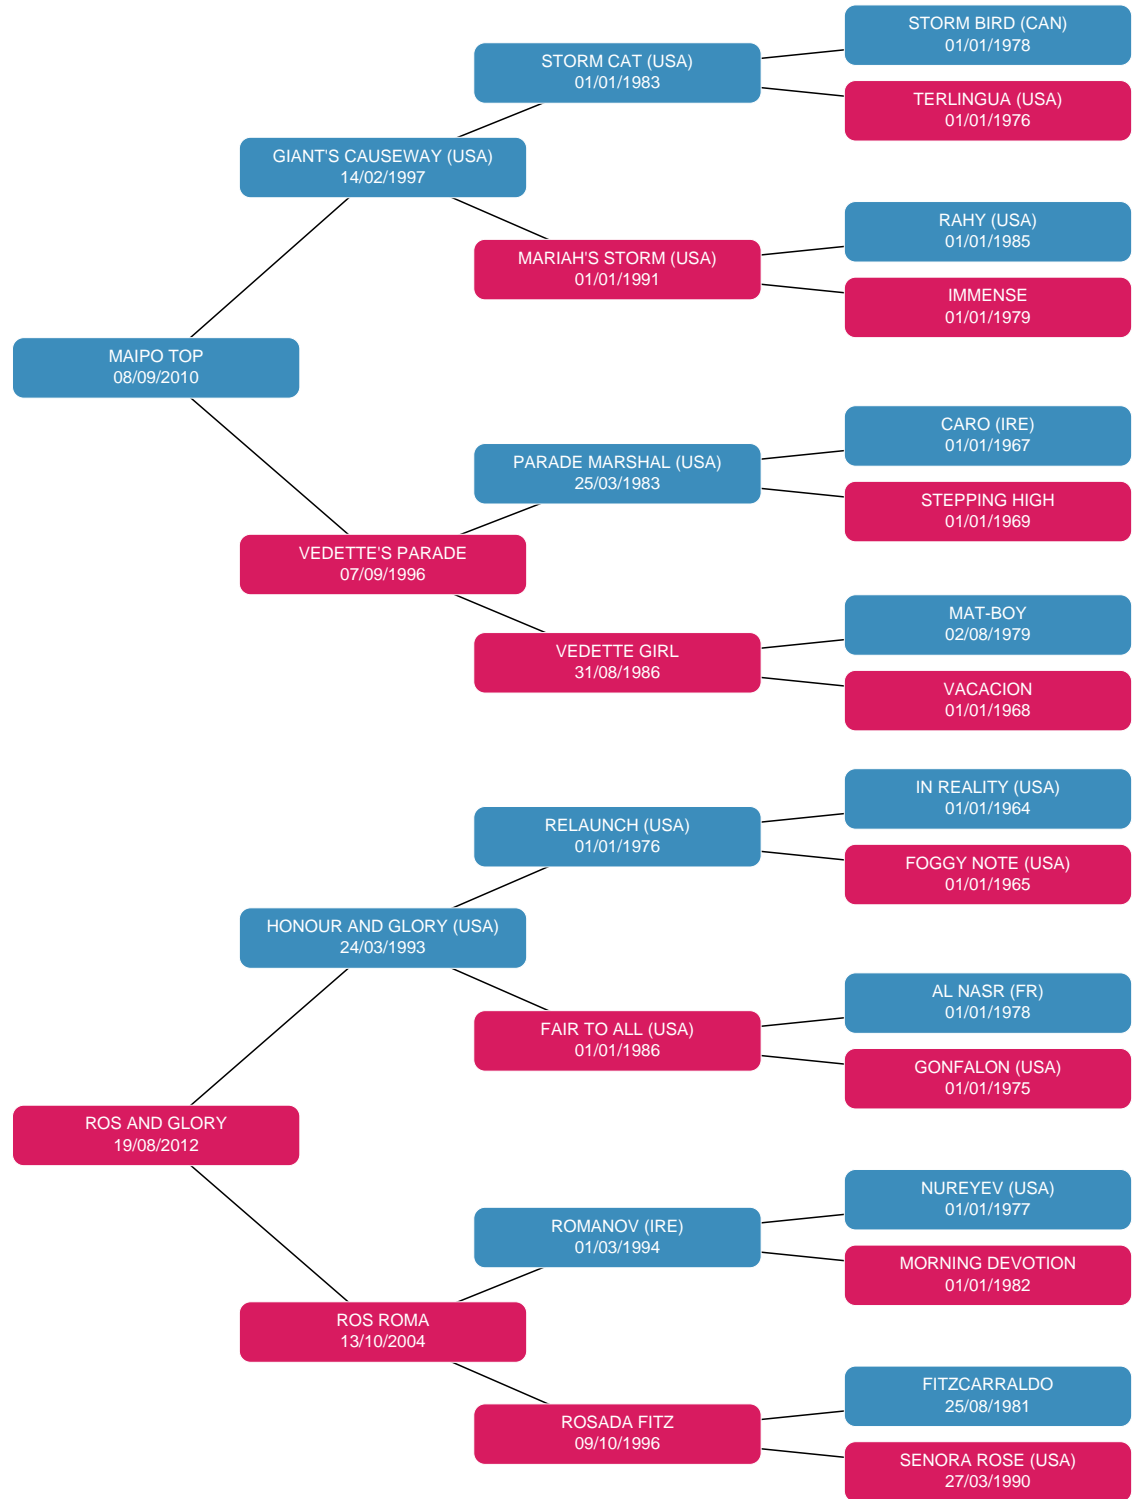 STORM BIRD (CAN)
01/01/1978
STORM CAT (USA)
01/01/1983
TERLINGUA (USA)
01/01/1976
GIANT'S CAUSEWAY (USA)
14/02/1997
RAHY (USA)
01/01/1985
MARIAH'S STORM (USA)
01/01/1991
IMMENSE
01/01/1979
MAIPO TOP
08/09/2010
CARO (IRE)
01/01/1967
PARADE MARSHAL (USA)
25/03/1983
STEPPING HIGH
01/01/1969
VEDETTE'S PARADE
07/09/1996
MAT-BOY
02/08/1979
VEDETTE GIRL
31/08/1986
VACACION
01/01/1968
IN REALITY (USA)
01/01/1964
RELAUNCH (USA)
01/01/1976
FOGGY NOTE (USA)
01/01/1965
HONOUR AND GLORY (USA)
24/03/1993
AL NASR (FR)
01/01/1978
FAIR TO ALL (USA)
01/01/1986
GONFALON (USA)
01/01/1975
ROS AND GLORY
19/08/2012
NUREYEV (USA)
01/01/1977
ROMANOV (IRE)
01/03/1994
MORNING DEVOTION
01/01/1982
ROS ROMA
13/10/2004
FITZCARRALDO
25/08/1981
ROSADA FITZ
09/10/1996
SENORA ROSE (USA)
27/03/1990